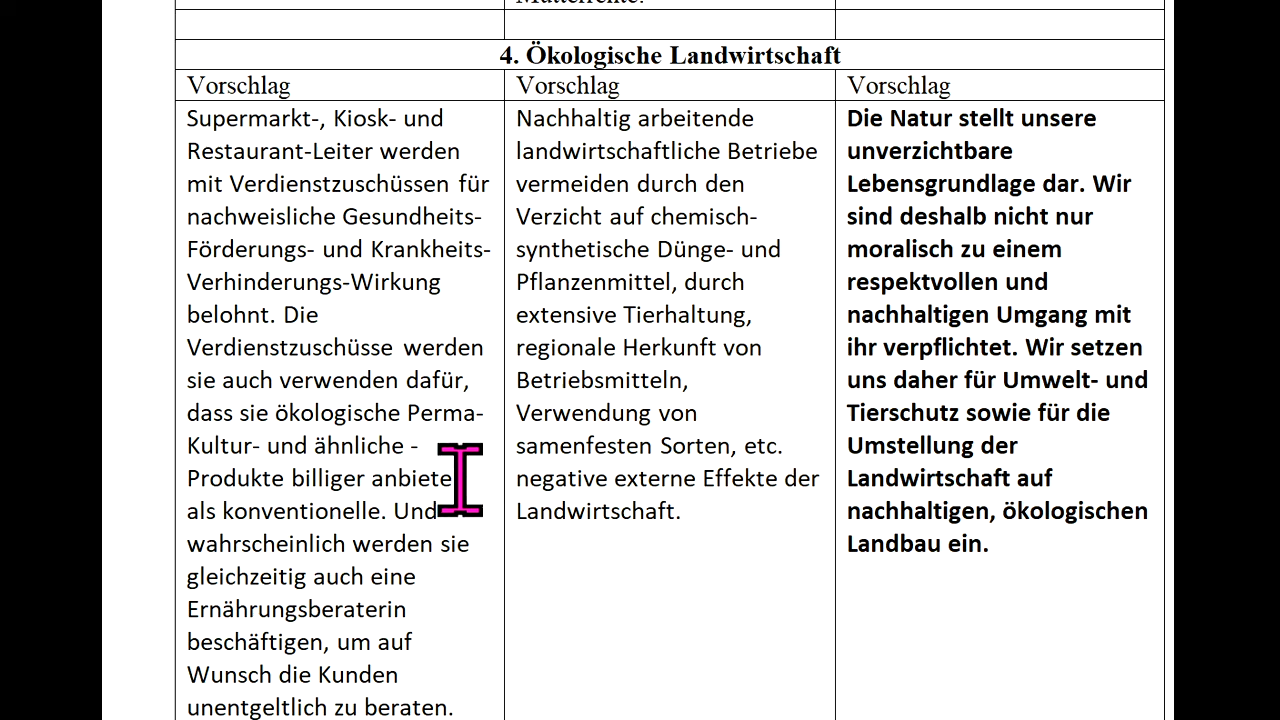 Mütterrente.
4. Ökologische Landwirtschaft
Vorschlag
Vorschlag
Vorschlag
Supermarkt-, Kiosk- und
Restaurant-Leiter werden
mit Verdienstzuschüssen für
nachweisliche Gesundheits-
Förderungs- und Krankheits-
Verhinderungs-Wirkung
belohnt. Die
Verdienstzuschüsse werden
sie auch verwenden dafür,
dass sie ökologische Perma-
Kultur- und ähnliche -
Produkte billiger anbiete
als konventionelle. Und
wahrscheinlich werden sie
gleichzeitig auch eine
Ernährungsberaterin
beschäftigen, um auf
Wunsch die Kunden
unentgeltlich zu beraten.
Nachhaltig arbeitende
landwirtschaftliche Betriebe
vermeiden durch den
Verzicht auf chemisch-
synthetische Dünge- und
Pflanzenmittel, durch
extensive Tierhaltung,
regionale Herkunft von
Betriebsmitteln,
Verwendung von
samenfesten Sorten, etc.
negative externe Effekte der
Landwirtschaft.
Die Natur stellt unsere
unverzichtbare
Lebensgrundlage dar. Wir
sind deshalb nicht nur
moralisch zu einem
respektvollen und
nachhaltigen Umgang mit
ihr verpflichtet. Wir setzen
uns daher für Umwelt- und
Tierschutz sowie für die
Umstellung der
Landwirtschaft auf
nachhaltigen, ökologischen
Landbau ein.